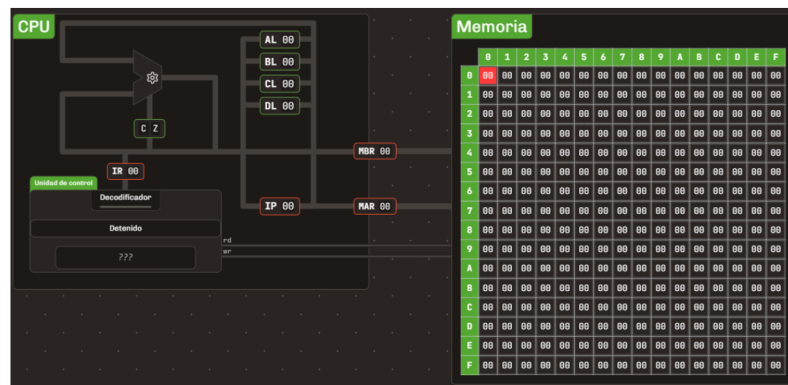 CPU
AL 00
BL 00
CL 00
DL 00
C Z
MBR 00
IR 00
Unidad de control
Decodificador
IP 00
MAR 00
Detenido
rd
wr
???
Memoria
0 1 2 3 4 5 6 7 8 9 A B C D E F
0 00 00 00 00 00 00 00 00 00 00 00 00 00 00 00 00
1 00 00 00 00 00 00 00 00 00 00 00 00 00 00 00 00
2 00 00 00 00 00 00 00 00 00 00 00 00 00 00 00 00
3 00 00 00 00 00 00 00 00 00 00 00 00 00 00 00 00
4 00 00 00 00 00 00 00 00 00 00 00 00 00 00 00 00
5 00 00 00 00 00 00 00 00 00 00 00 00 00 00 00 00
6 00 00 00 00 00 00 00 00 00 00 00 00 00 00 00 00
7 00 00 00 00 00 00 00 00 00 00 00 00 00 00 00 00
8 00 00 00 00 00 00 00 00 00 00 00 00 00 00 00 00
9 00 00 00 00 00 00 00 00 00 00 00 00 00 00 00 00
A 00 00 00 00 00 00 00 00 00 00 00 00 00 00 00 00
B 00 00 00 00 00 00 00 00 00 00 00 00 00 00 00 00
C 00 00 00 00 00 00 00 00 00 00 00 00 00 00 00 00
D 00 00 00 00 00 00 00 00 00 00 00 00 00 00 00 00
E 00 00 00 00 00 00 00 00 00 00 00 00 00 00 00 00
F 00 00 00 00 00 00 00 00 00 00 00 00 00 00 00 00